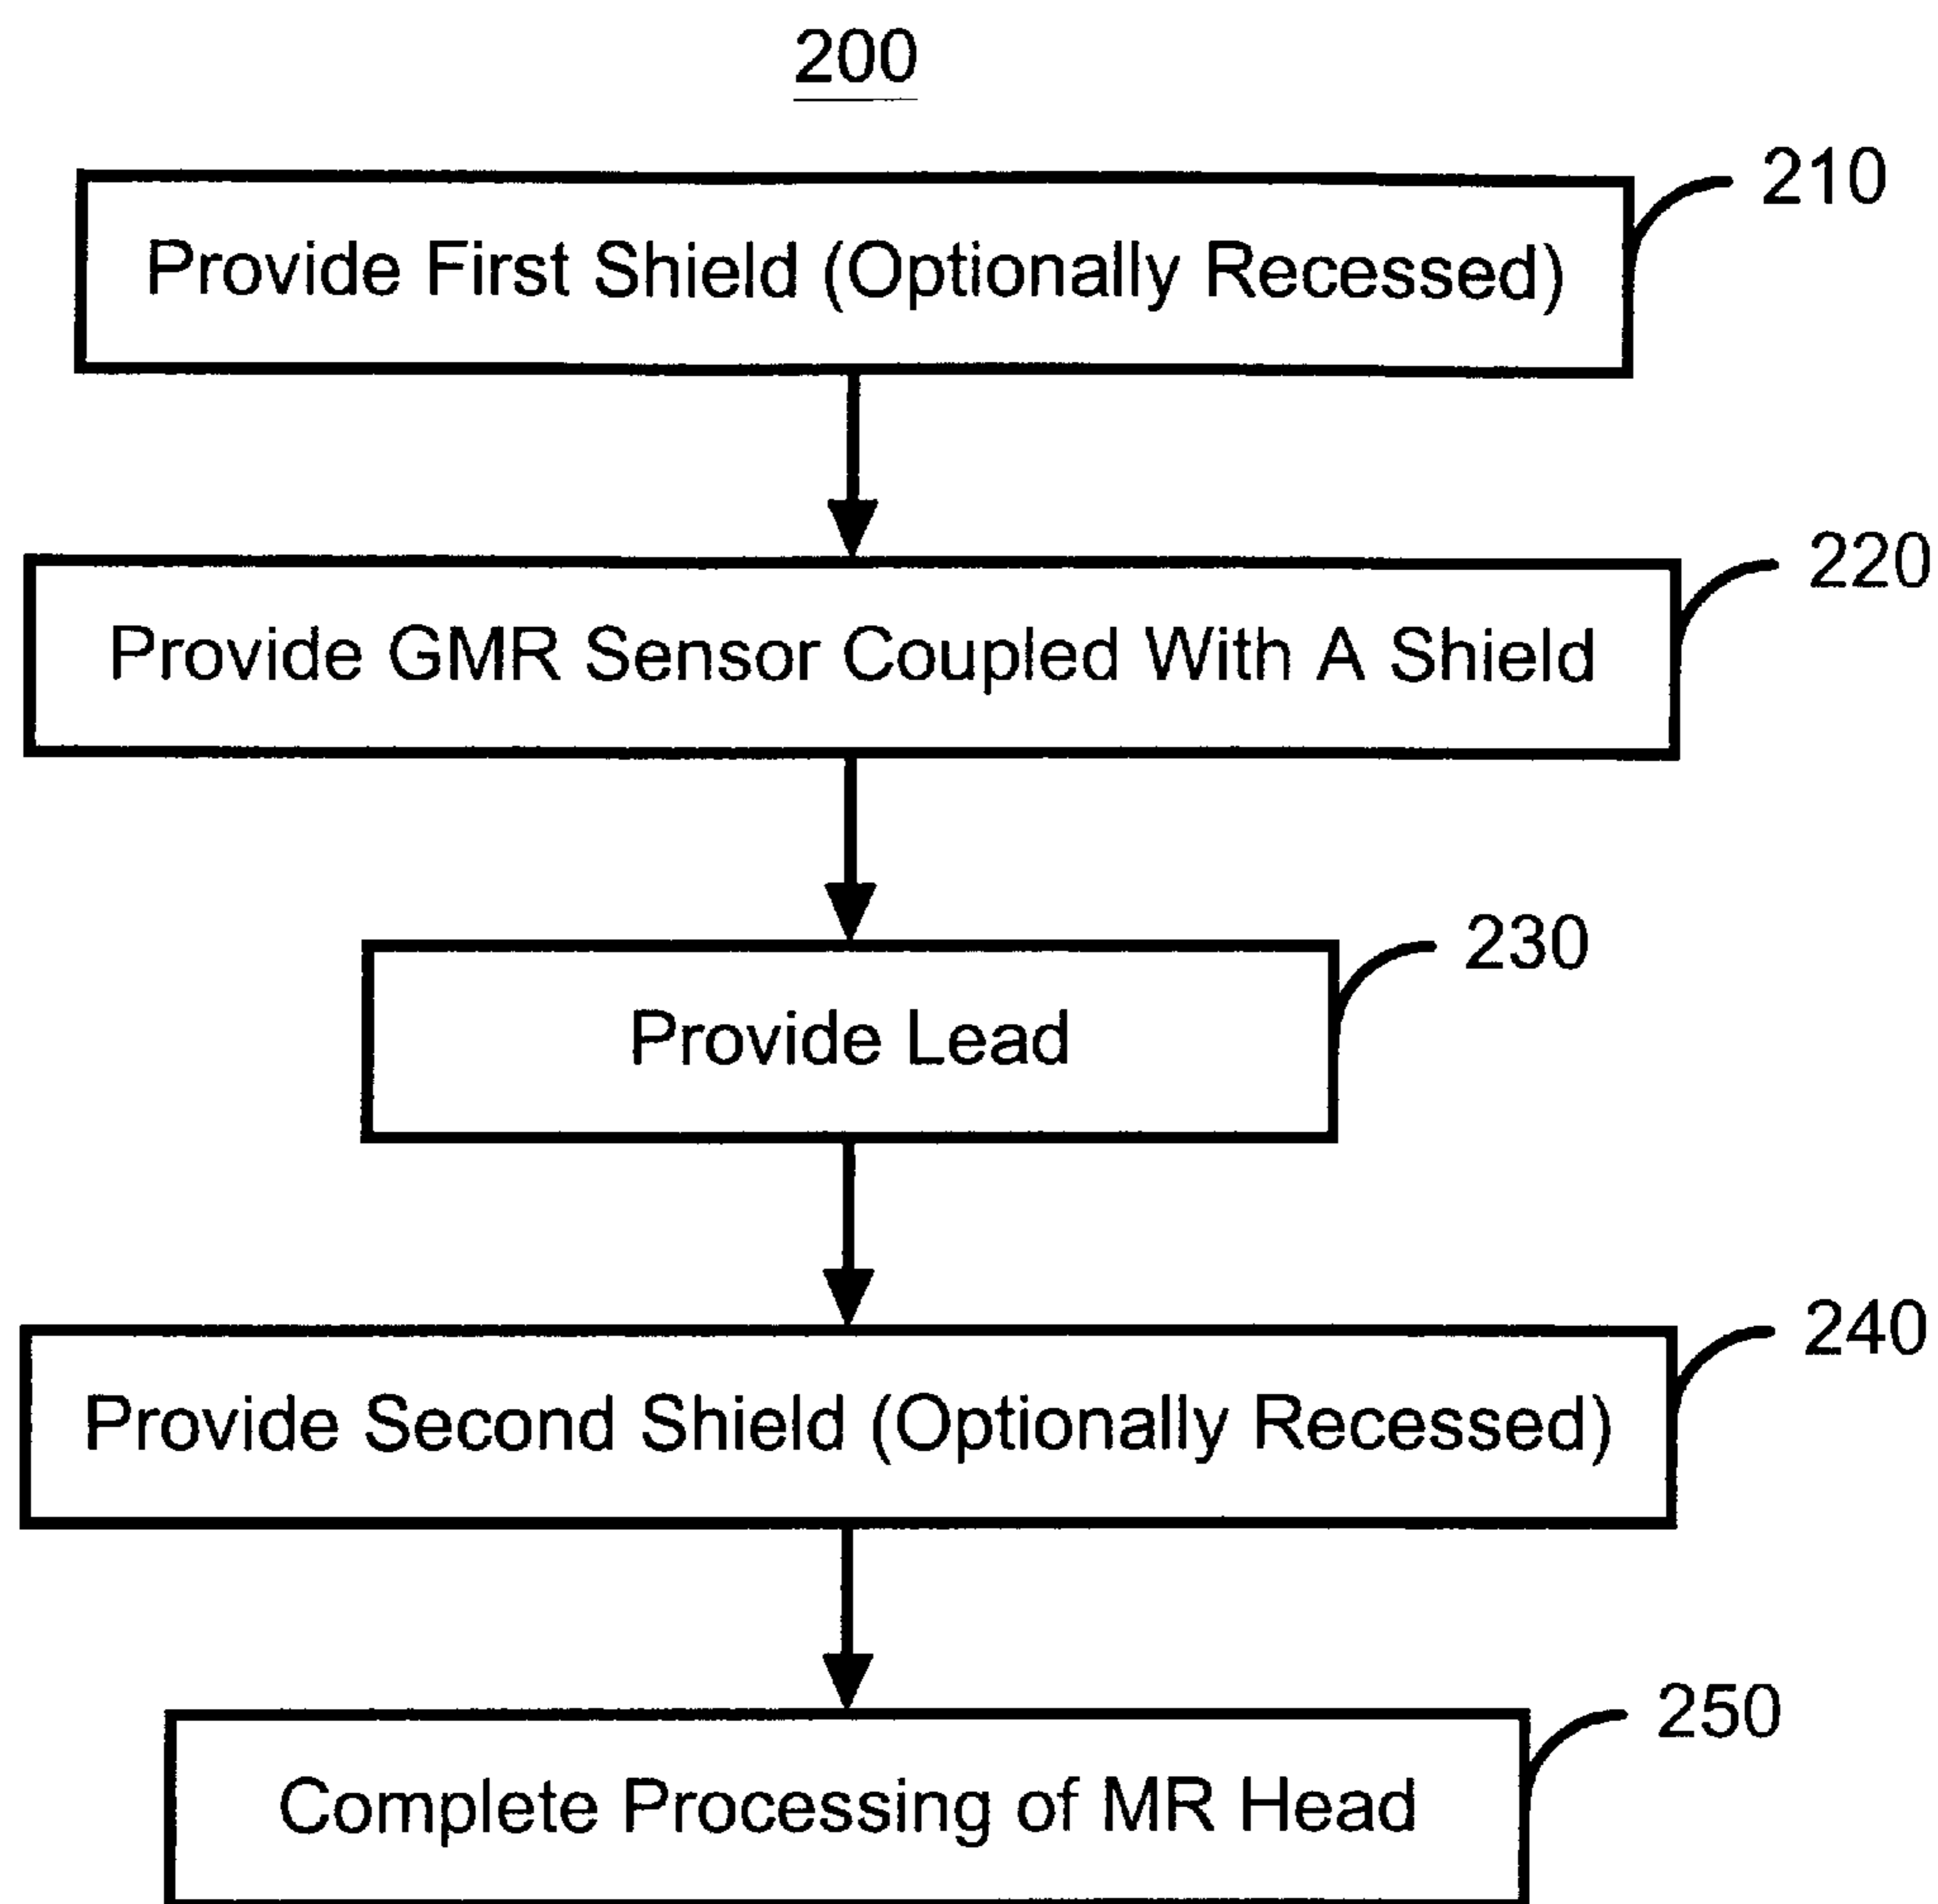 200
210
Provide First Shield (Optionally Recessed)
220
Provide GMR Sensor Coupled With A Shield
230
Provide Lead
240
Provide Second Shield (Optionally Recessed)
250
Complete Processing of MR Head